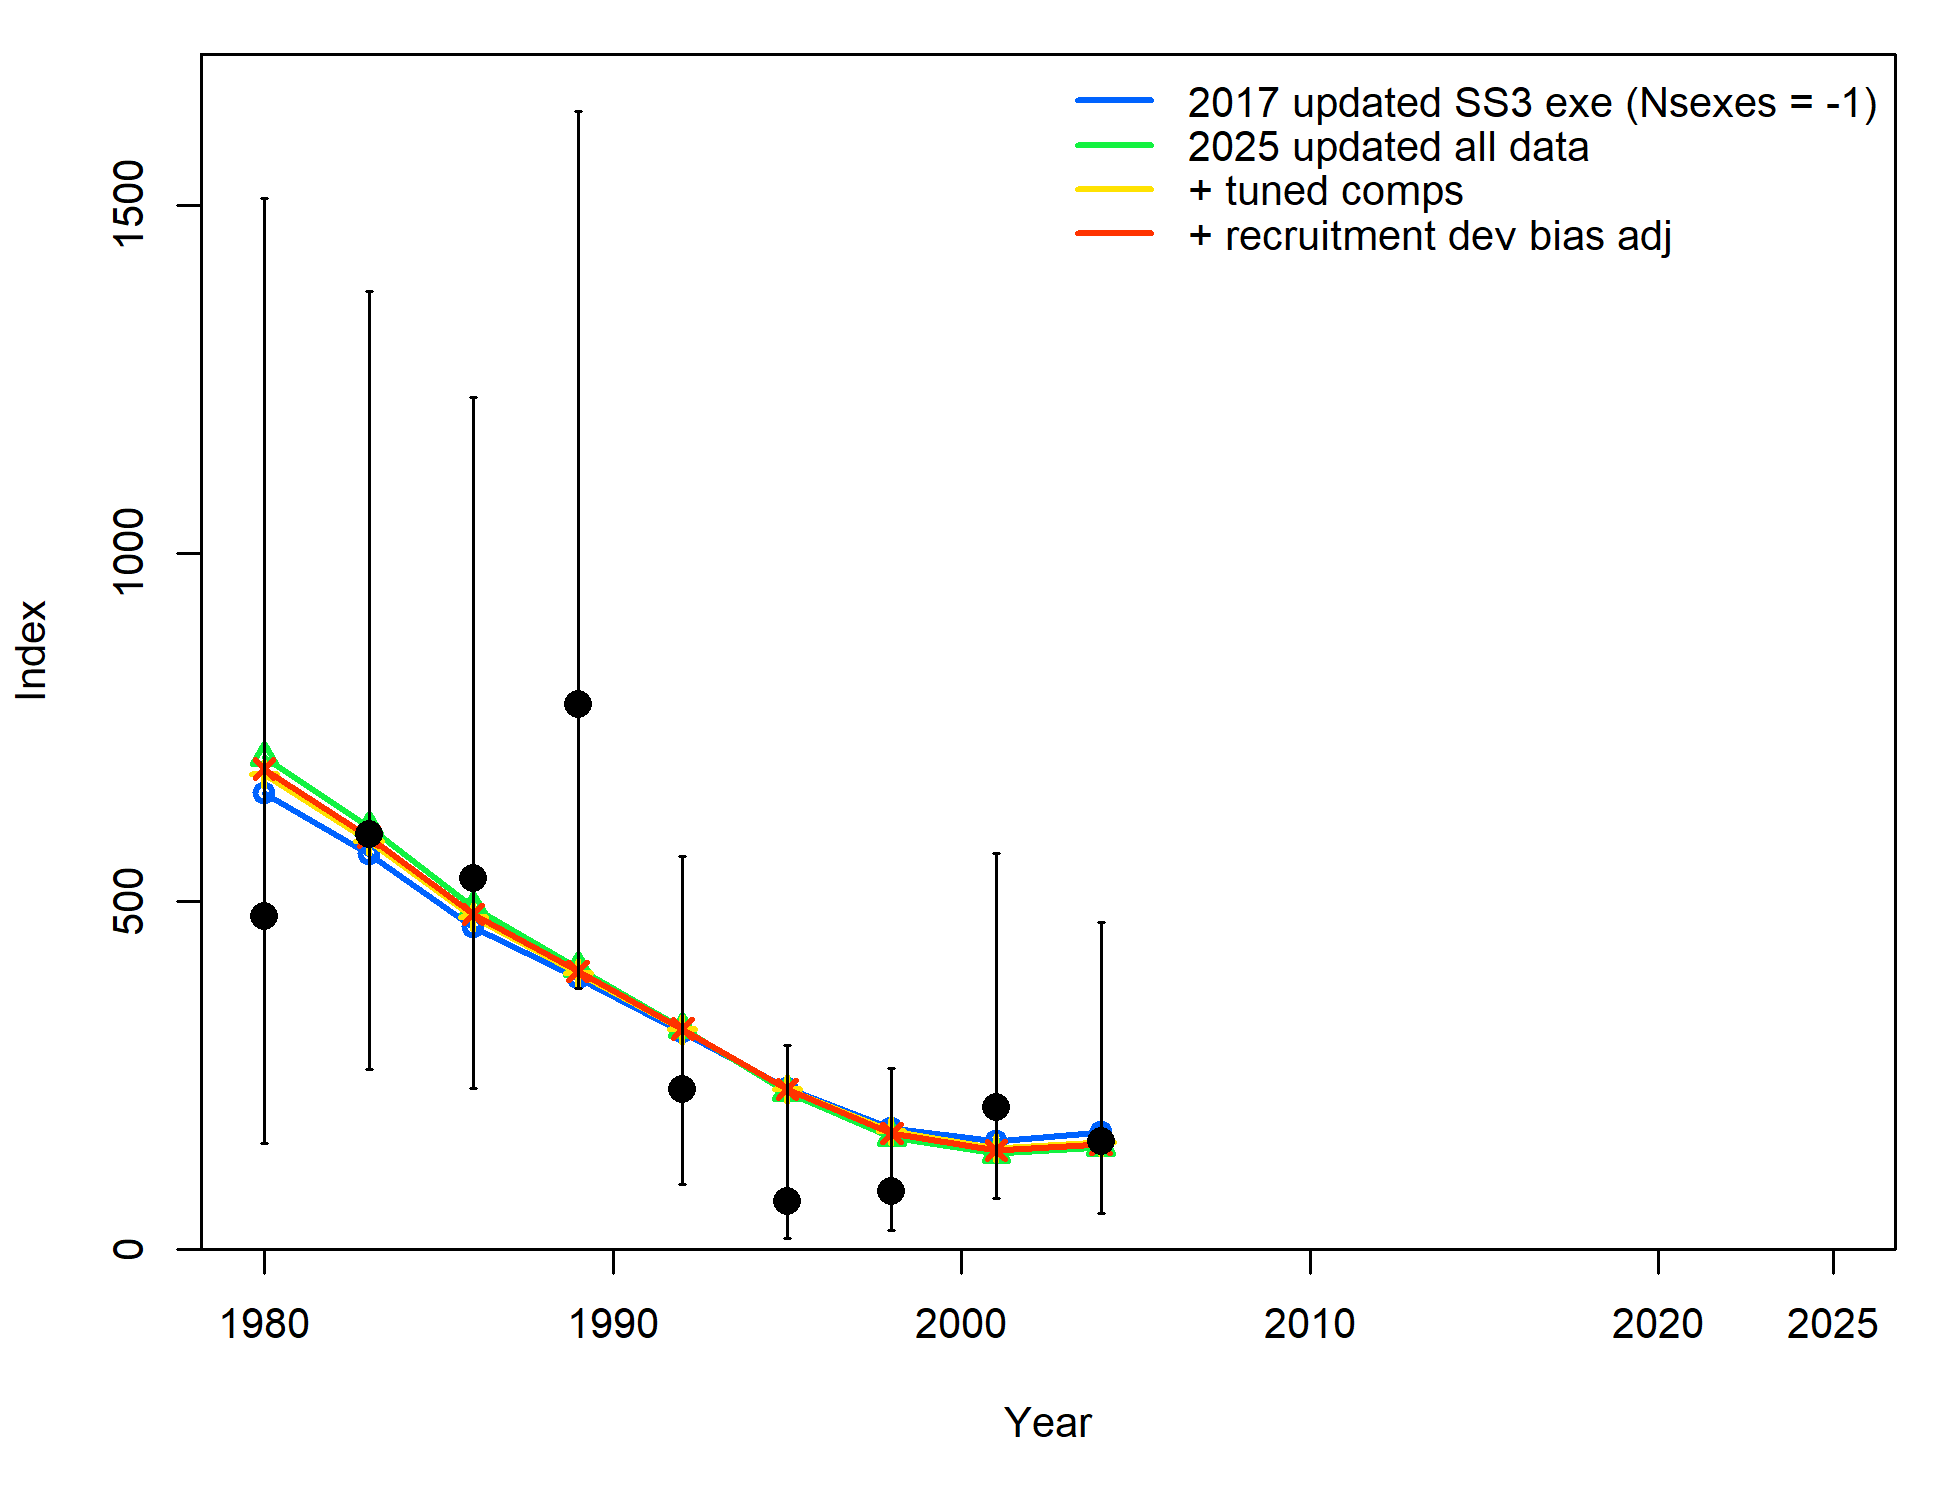 2017 updated SS3 exe (Nsexes = -1)
2025 updated all data
+ tuned comps
+ recruitment dev bias adj
1500
1000
500
0
Index
1980 1990 2000 2010 2020 2025
Year